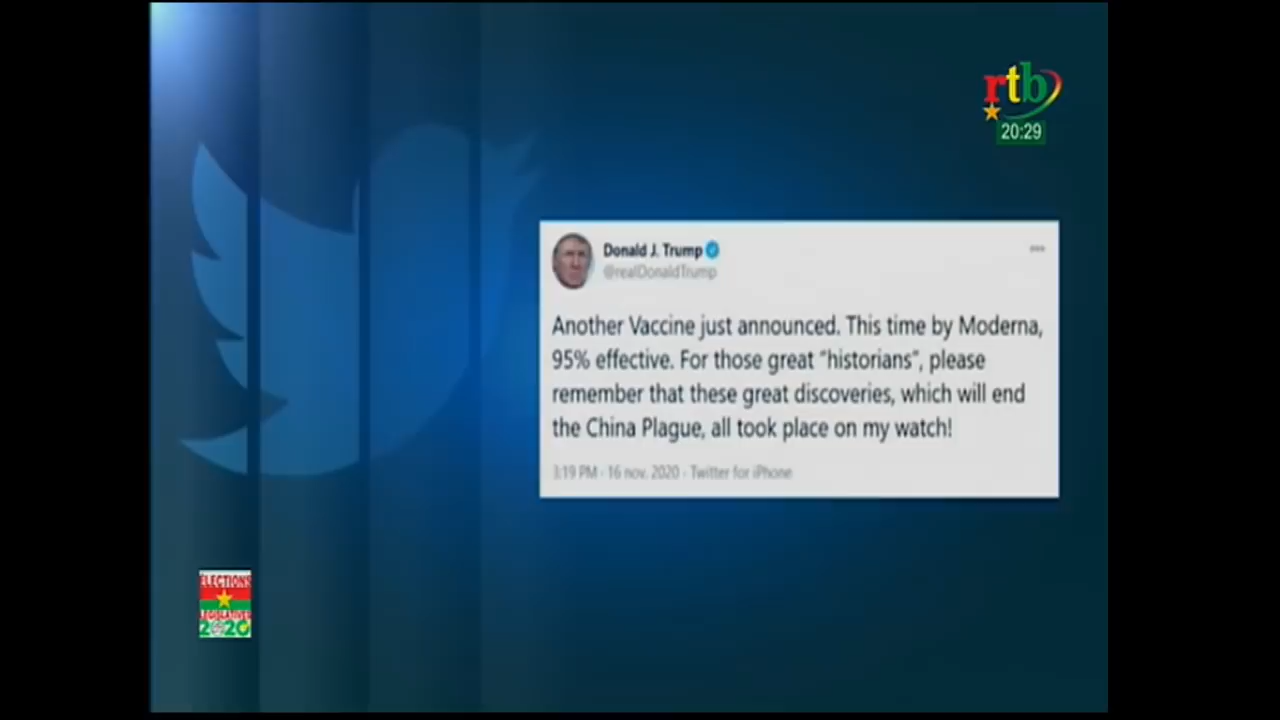 rtb
20:29
Donald J. Trump
@realDonaldTrump
Another Vaccine just announced. This time by Moderna,
95% effective. For those great "historians", please
remember that these great discoveries, which will end
the China Plague, all took place on my watch!
3:19 PM · 16 nov. 2020 · Twitter for iPhone
ELECTIONS
LEGISLATIVES
2020